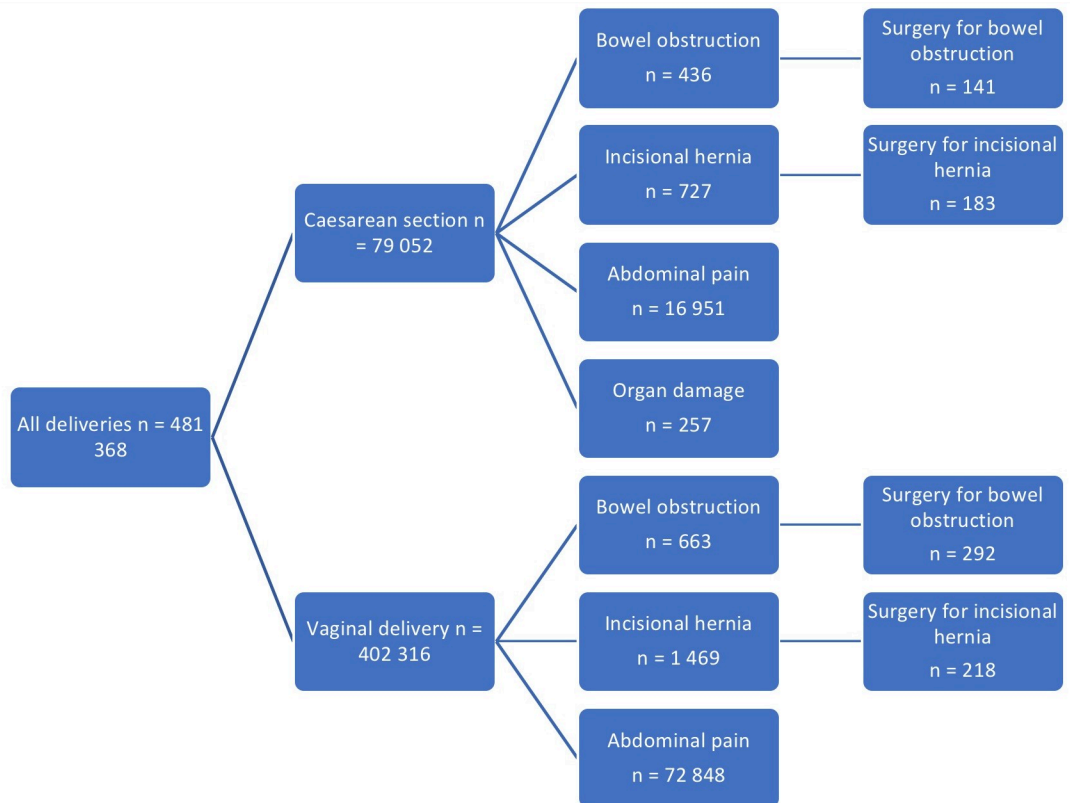 All deliveries n = 481
368
Caesarean section n
= 79 052
Bowel obstruction
n = 436
Surgery for bowel
obstruction
n = 141
Incisional hernia
n = 727
Surgery for incisional
hernia
n = 183
Abdominal pain
n = 16 951
Organ damage
n = 257
Vaginal delivery n =
402 316
Bowel obstruction
n = 663
Surgery for bowel
obstruction
n = 292
Incisional hernia
n = 1 469
Surgery for incisional
hernia
n = 218
Abdominal pain
n = 72 848